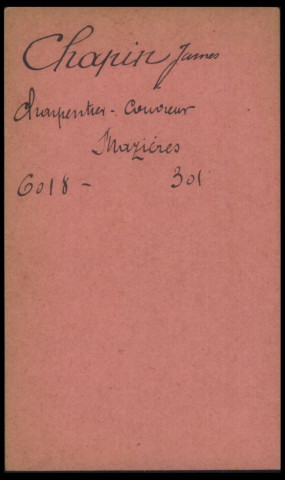 Chapin James
Charpentier - Couvreur
Mazières
6018 - 301